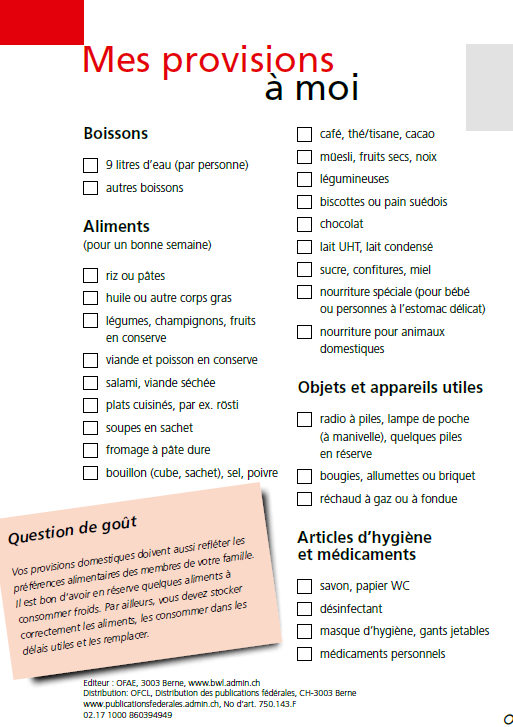 Mes provisions
à moi
Boissons
9 litres d'eau (par personne)
autres boissons
Aliments
(pour un bonne semaine)
riz ou pâtes
huile ou autre corps gras
légumes, champignons, fruits
en conserve
viande et poisson en conserve
salami, viande séchée
plats cuisinés, par ex. rösti
soupes en sachet
fromage à pâte dure
bouillon (cube, sachet), sel, poivre
café, thé/tisane, cacao
müesli, fruits secs, noix
légumineuses
biscottes ou pain suédois
chocolat
lait UHT, lait condensé
sucre, confitures, miel
nourriture spéciale (pour bébé
ou personnes à l'estomac délicat)
nourriture pour animaux
domestiques
Objets et appareils utiles
radio à piles, lampe de poche
(à manivelle), quelques piles
en réserve
bougies, allumettes ou briquet
réchaud à gaz ou à fondue
Articles d'hygiène
et médicaments
savon, papier WC
désinfectant
masque d'hygiène, gants jetables
médicaments personnels
Question de goût
Vos provisions domestiques doivent aussi refléter les
préférences alimentaires des membres de votre famille.
Il est bon d'avoir en réserve quelques aliments à
consommer froids. Par ailleurs, vous devez stocker
correctement les aliments, les consommer dans les
délais utiles et les remplacer.
Editeur : OFAE, 3003 Berne, www.bwl.admin.ch
Distribution: OFCL, Distribution des publications fédérales, CH-3003 Berne
www.publicationsfederales.admin.ch, No d'art. 750.143.F
02.17 1000 860394949